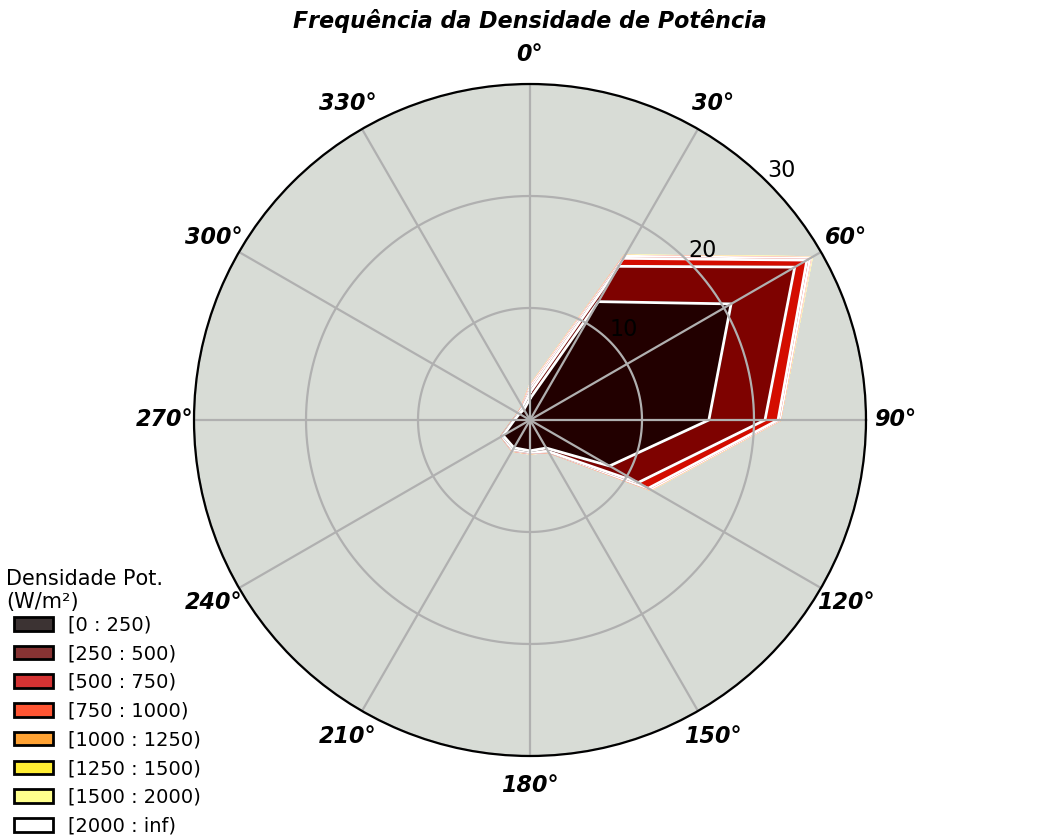 Frequência da Densidade de Potência
0°
330°
30°
30
300°
60°
20
10
270°
90°
240°
120°
210°
150°
180°
Densidade Pot.
(W/m²)
[0 : 250)
[250 : 500)
[500 : 750)
[750 : 1000)
[1000 : 1250)
[1250 : 1500)
[1500 : 2000)
[2000 : inf)